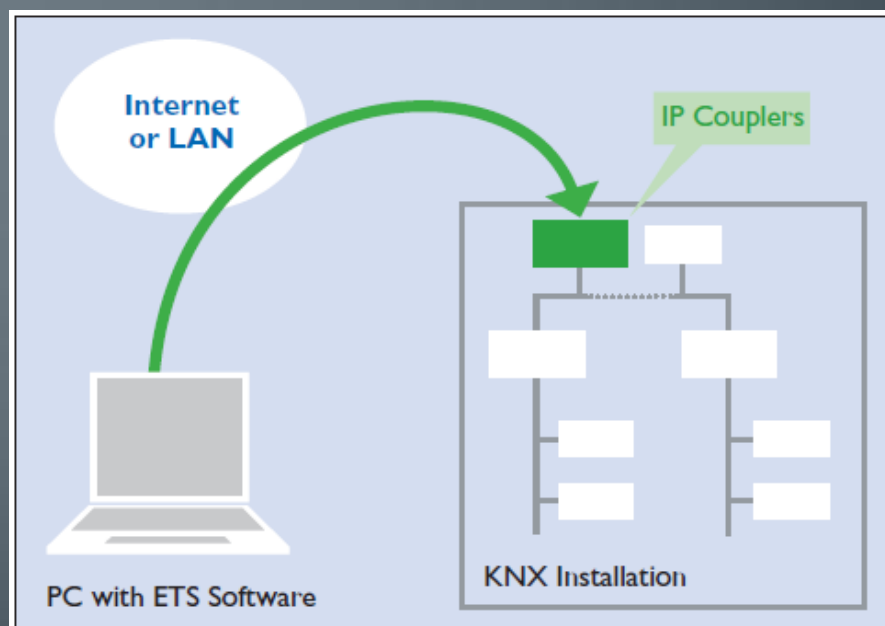 Internet
or LAN
IP Couplers
KNX Installation
PC with ETS Software